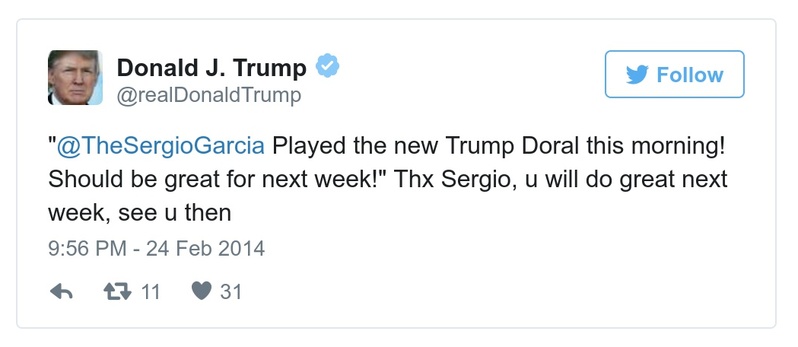 Donald J. Trump
@realDonaldTrump
Follow
"@TheSergioGarcia Played the new Trump Doral this morning!
Should be great for next week!" Thx Sergio, u will do great next
week, see u then
9:56 PM - 24 Feb 2014
11 31